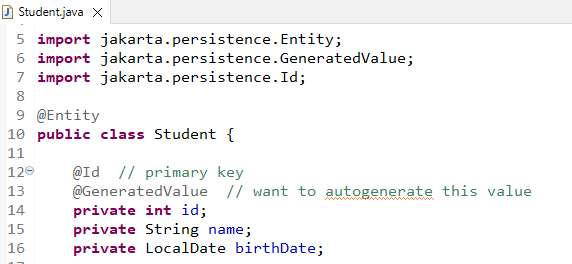 Student.java
5 import jakarta.persistence.Entity;
6 import jakarta.persistence.GeneratedValue;
7 import jakarta.persistence.Id;
8
9 @Entity
10 public class Student {
11
12 @Id // primary key
13 @GeneratedValue // want to autogenerate this value
14 private int id;
15 private String name;
16 private LocalDate birthDate;